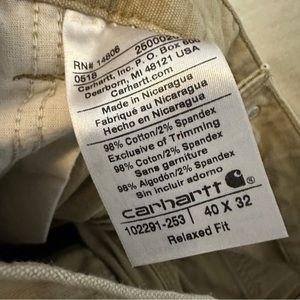 RN# 14806
0518
Carhartt, Inc. P.O. Box 600
Dearborn, MI 48121 USA
Carhartt.com
Made in Nicaragua
Fabriqué au Nicaragua
Hecho en Nicaragua
98% Cotton/2% Spandex
Exclusive of Trimming
98% Coton/2% Spandex
Sans garniture
98% Algodón/2% Spandex
Sin incluir adorno
carhartt
102291-253 40 X 32
Relaxed Fit